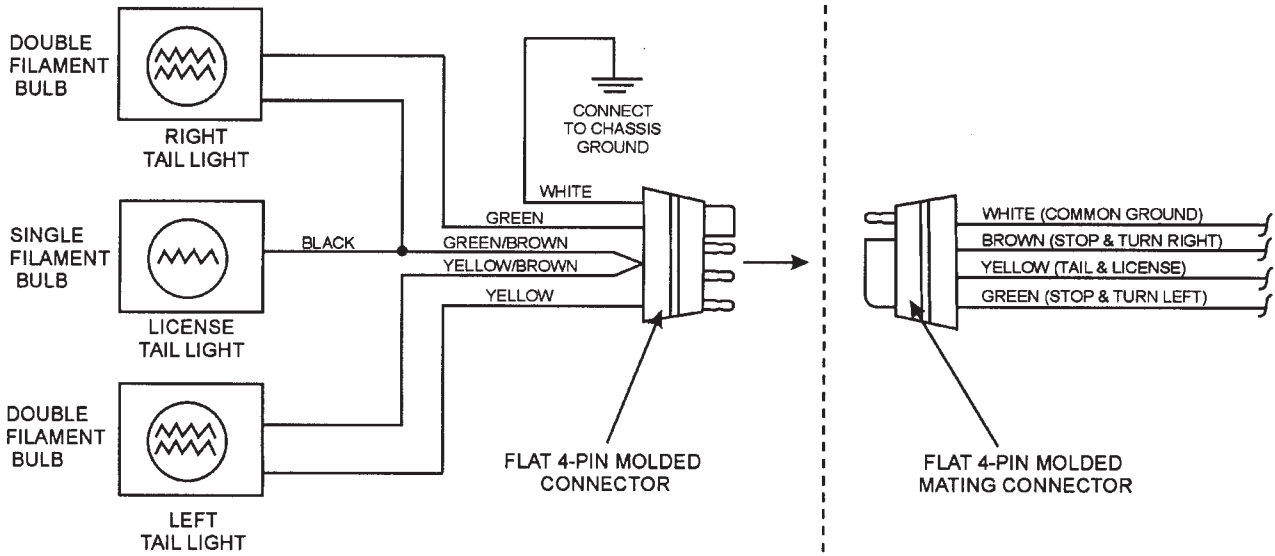 DOUBLE
FILAMENT
BULB
RIGHT
TAIL LIGHT
CONNECT
TO CHASSIS
GROUND
WHITE
GREEN
SINGLE
FILAMENT
BULB
BLACK
GREEN/BROWN
YELLOW/BROWN
YELLOW
LICENSE
TAIL LIGHT
DOUBLE
FILAMENT
BULB
LEFT
TAIL LIGHT
FLAT 4-PIN MOLDED
CONNECTOR
WHITE (COMMON GROUND)
BROWN (STOP & TURN RIGHT)
YELLOW (TAIL & LICENSE)
GREEN (STOP & TURN LEFT)
FLAT 4-PIN MOLDED
MATING CONNECTOR